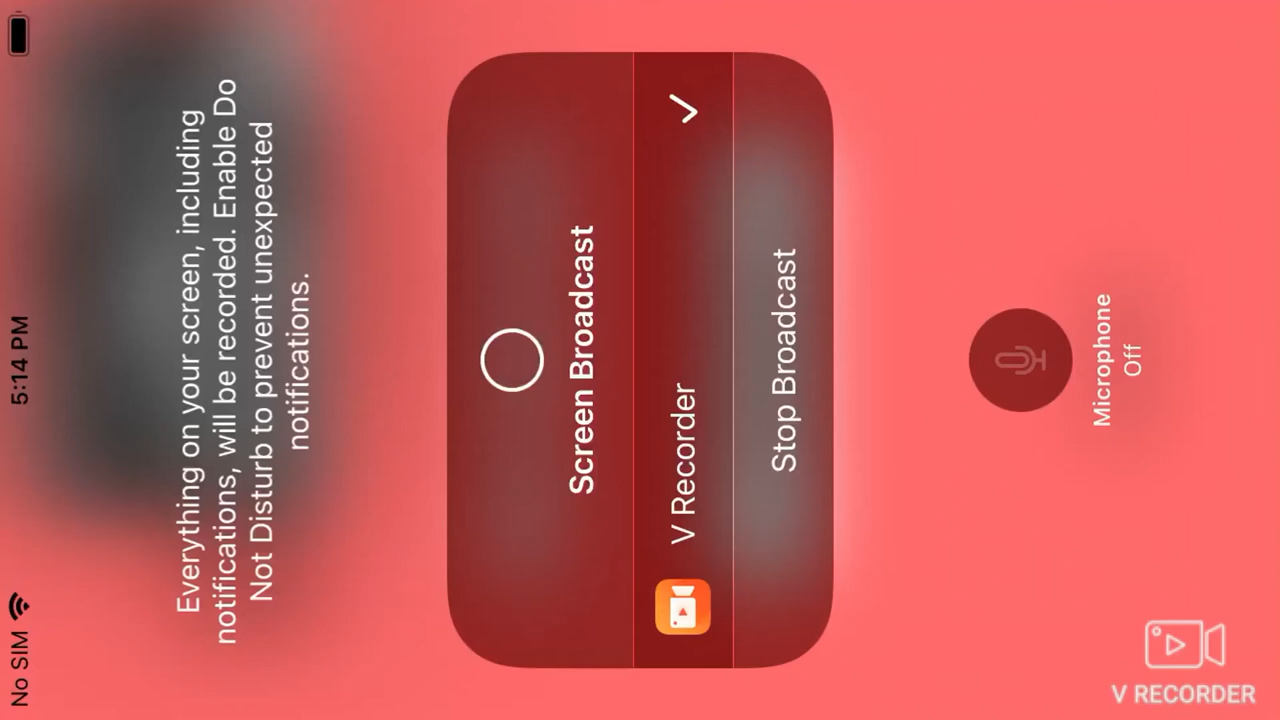 No SIM 5:14 PM
Everything on your screen, including
notifications, will be recorded. Enable Do
Not Disturb to prevent unexpected
notifications.
Screen Broadcast
V Recorder
Stop Broadcast
Microphone
Off
V RECORDER